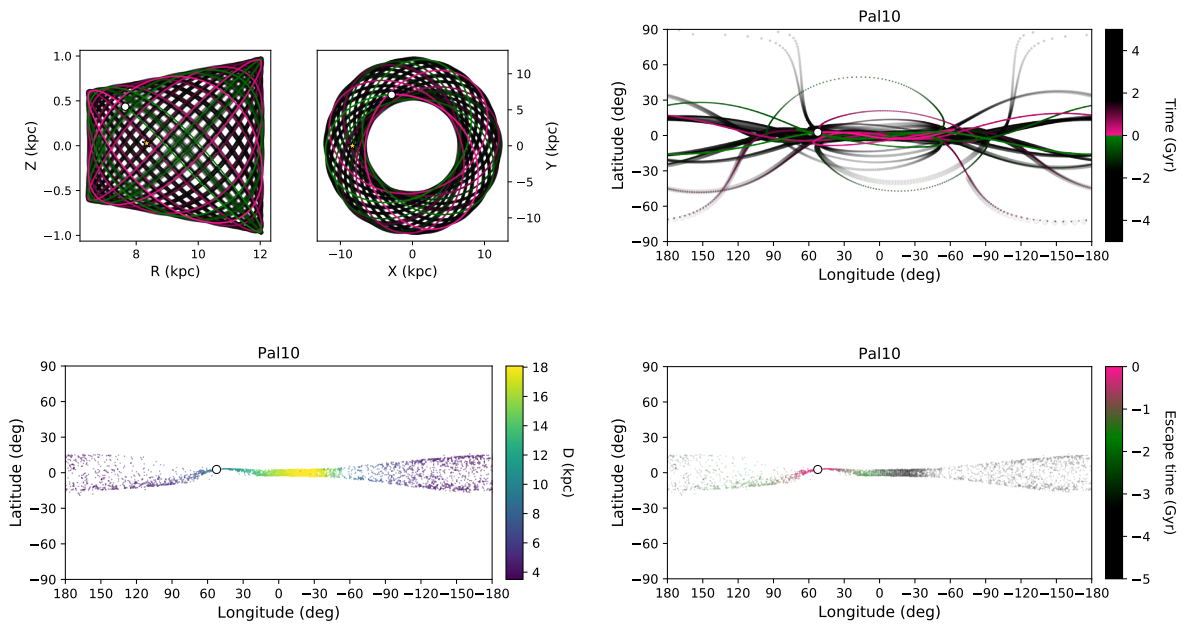 Z (kpc)
1.0
0.5
0.0
−0.5
−1.0
8 10 12
R (kpc)
−10 0 10
X (kpc)
10
5
0
−5
−10
Y (kpc)
Pal10
Latitude (deg)
90
60
30
0
−30
−60
−90
180 150 120 90 60 30 0 −30 −60 −90 −120 −150 −180
Longitude (deg)
4
2
0
−2
−4
Time (Gyr)
Pal10
Latitude (deg)
90
60
30
0
−30
−60
−90
180 150 120 90 60 30 0 −30 −60 −90 −120 −150 −180
Longitude (deg)
18
16
14
12
10
8
6
4
D (kpc)
Pal10
Latitude (deg)
90
60
30
0
−30
−60
−90
180 150 120 90 60 30 0 −30 −60 −90 −120 −150 −180
Longitude (deg)
0
−1
−2
−3
−4
−5
Escape time (Gyr)